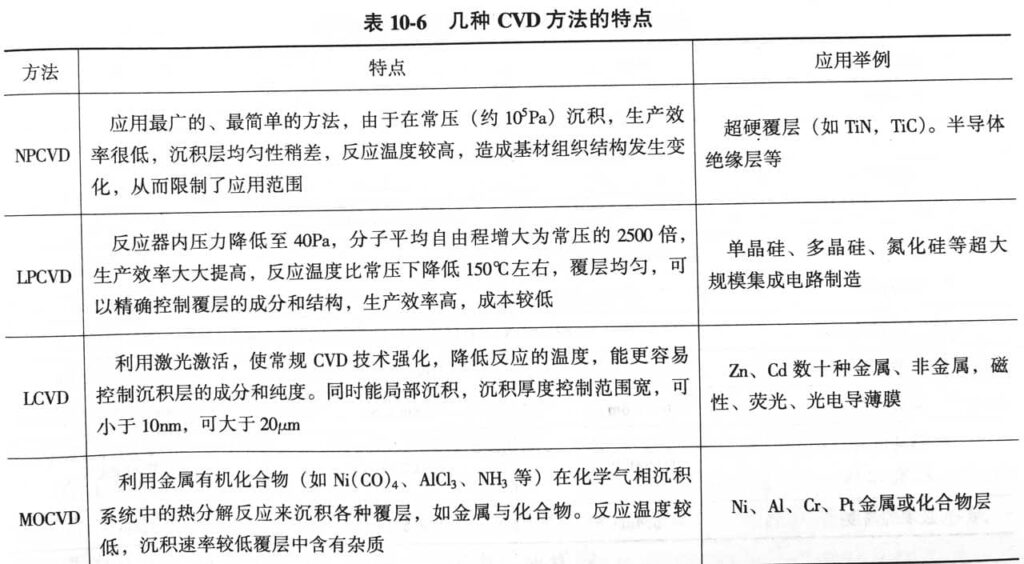 表 10-6 几种 CVD 方法的特点
方法 特点 应用举例
NPCVD
应用最广的、最简单的方法，由于在常压（约 10⁵Pa）沉积，生产效
率很低，沉积层均匀性稍差，反应温度较高，造成基材组织结构发生变
化，从而限制了应用范围
超硬覆层（如 TiN，TiC）。半导体
绝缘层等
LPCVD
反应器内压力降低至 40Pa，分子平均自由程增大为常压的 2500 倍，
生产效率大大提高，反应温度比常压下降低 150℃左右，覆层均匀，可
以精确控制覆层的成分和结构，生产效率高，成本较低
单晶硅、多晶硅、氮化硅等超大
规模集成电路制造
LCVD
利用激光激活，使常规 CVD 技术强化，降低反应的温度，能更容易
控制沉积层的成分和纯度。同时能局部沉积，沉积厚度控制范围宽，可
小于 10nm，可大于 20μm
Zn、Cd 数十种金属、非金属，磁
性、荧光、光电导薄膜
MOCVD
利用金属有机化合物（如 Ni(CO)₄、AlCl₃、NH₃ 等）在化学气相沉积
系统中的热分解反应来沉积各种覆层，如金属与化合物。反应温度较
低，沉积速率较低覆层中含有杂质
Ni、Al、Cr、Pt 金属或化合物层